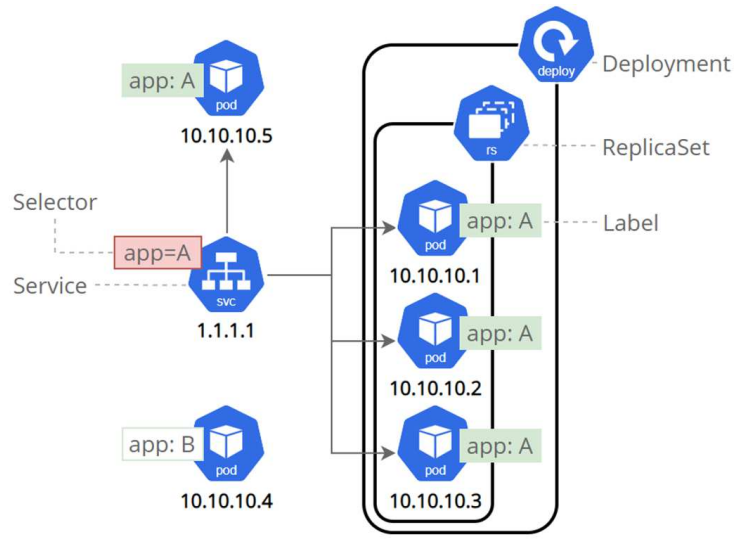 deploy
Deployment
app: A
pod
10.10.10.5
rs
ReplicaSet
Selector
app=A
Service
svc
1.1.1.1
app: A
Label
pod
10.10.10.1
app: A
pod
10.10.10.2
app: B
pod
10.10.10.4
app: A
pod
10.10.10.3